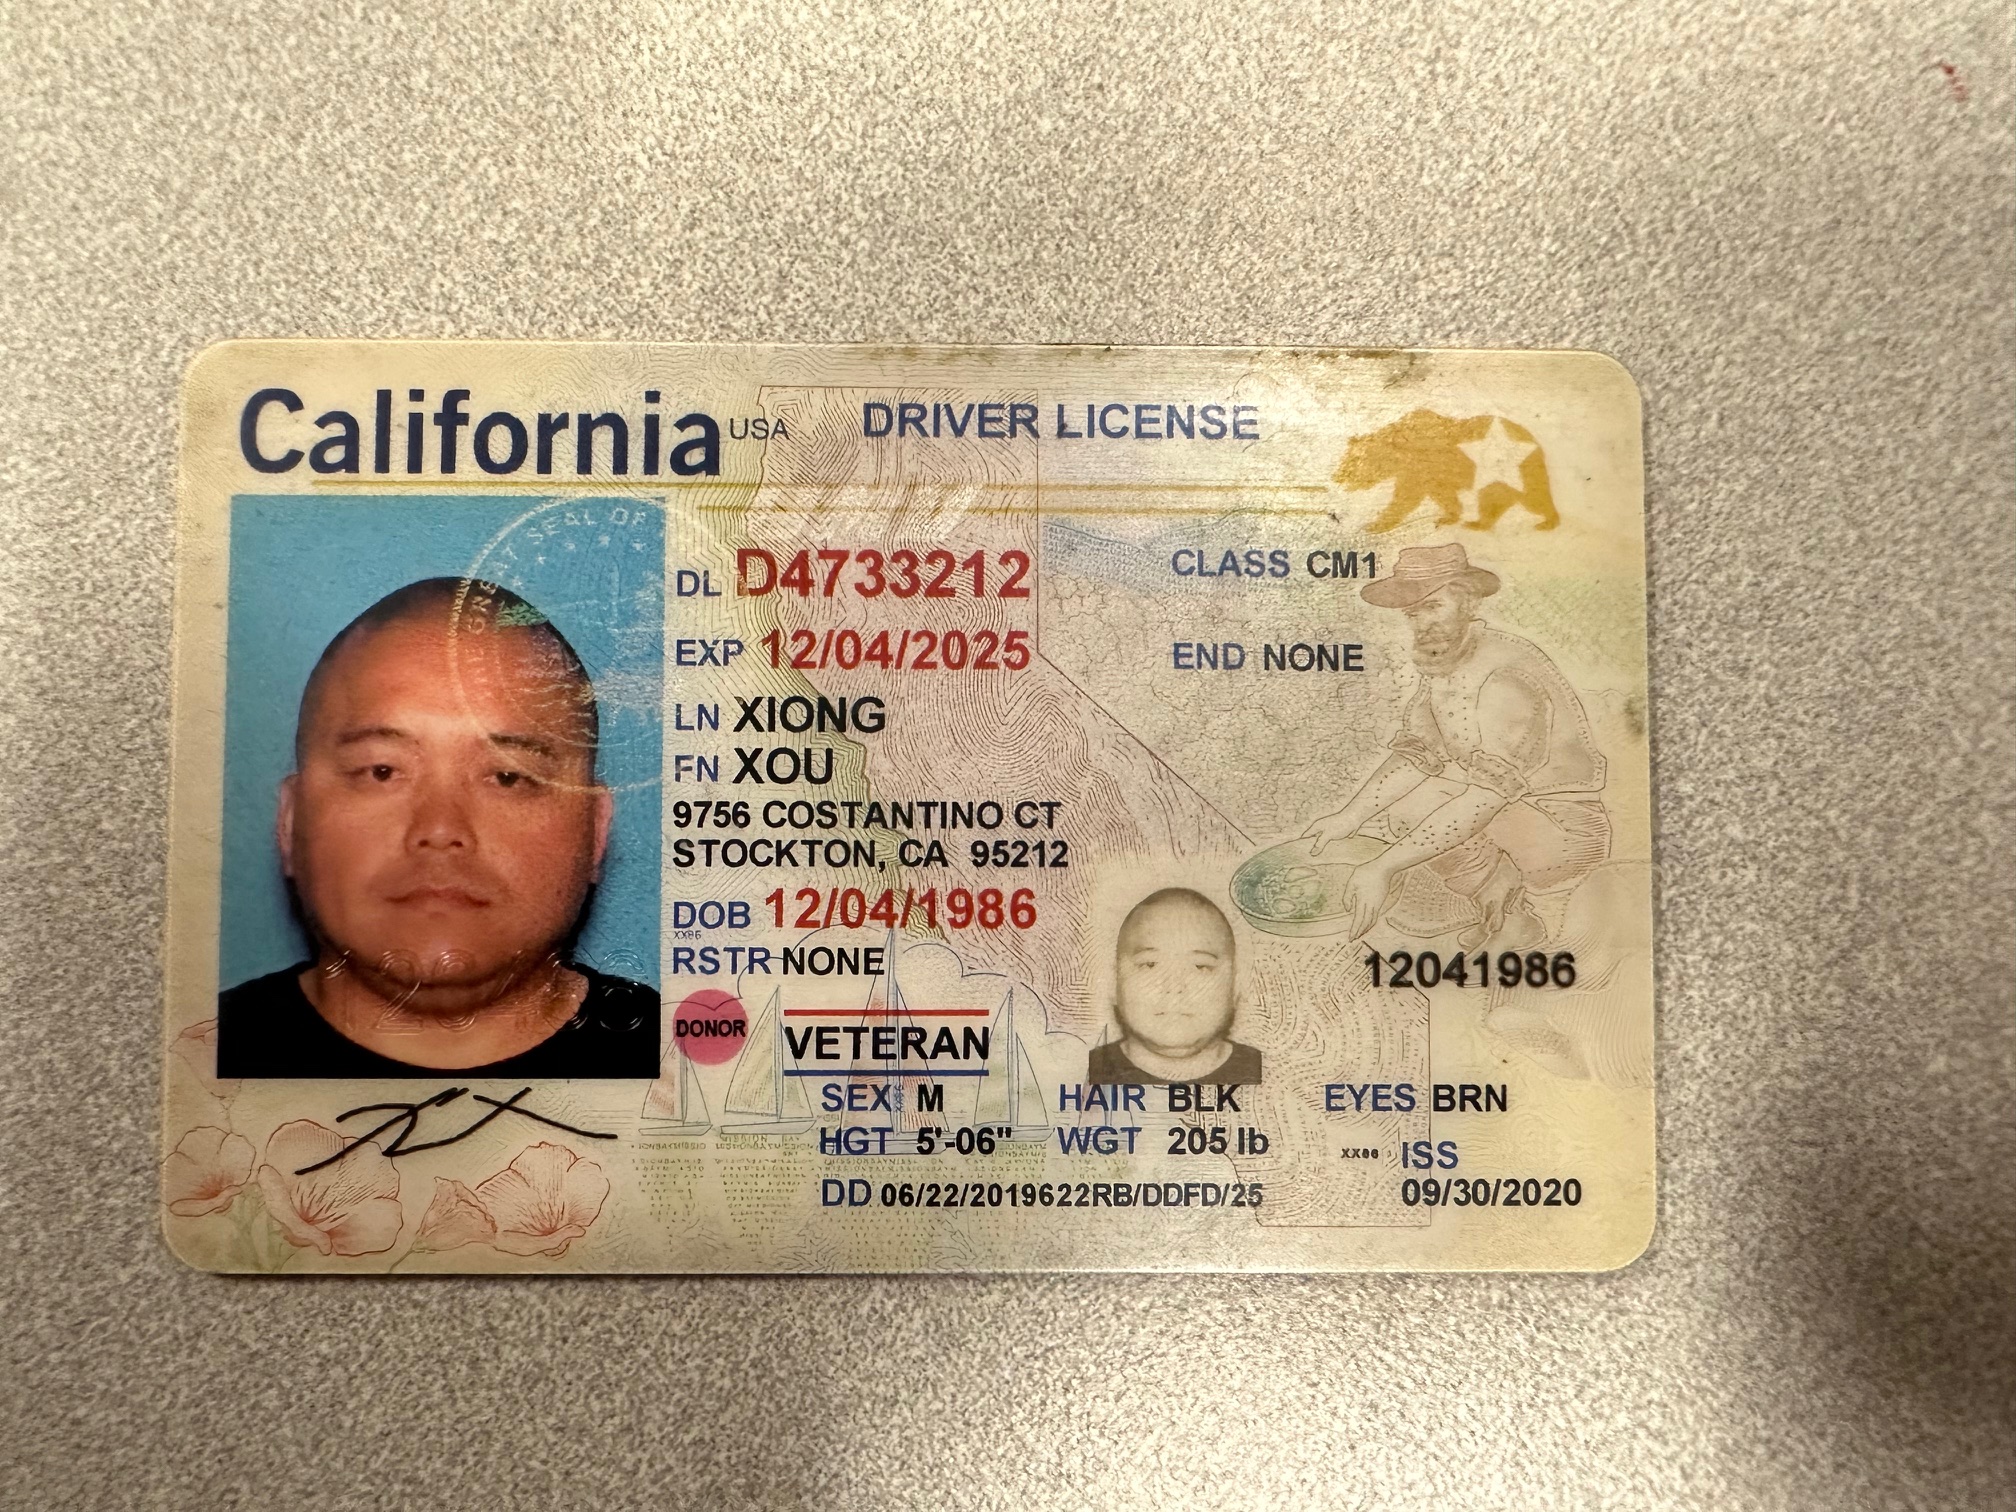 California USA DRIVER LICENSE
DL D4733212 CLASS CM1
EXP 12/04/2025 END NONE
LN XIONG
FN XOU
9756 COSTANTINO CT
STOCKTON, CA 95212
DOB 12/04/1986
RSTR NONE 12041986
DONOR VETERAN
SEX M HAIR BLK EYES BRN
HGT 5'-06" WGT 205 lb ISS
DD 06/22/2019622RB/DDFD/25 09/30/2020